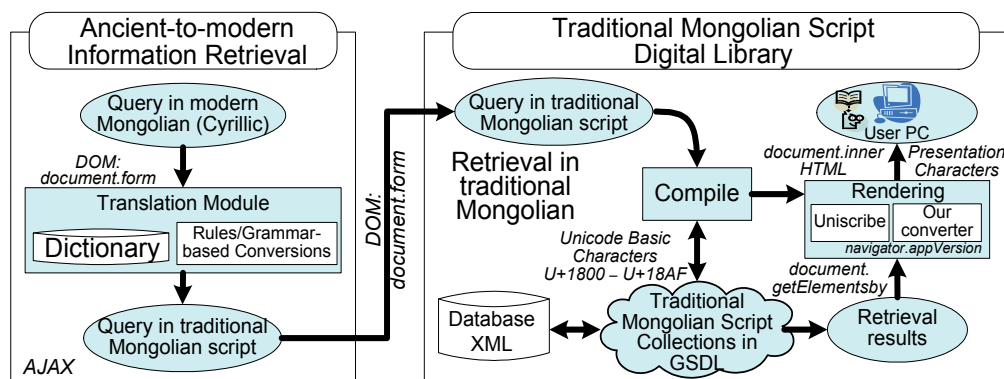 Ancient-to-modern
Information Retrieval
Query in modern
Mongolian (Cyrillic)
DOM:
document.form
Translation Module
Dictionary
Rules/Grammar-
based Conversions
Query in traditional
Mongolian script
AJAX
DOM:
document.form
Traditional Mongolian Script
Digital Library
Query in traditional
Mongolian script
Retrieval in
traditional
Mongolian
Compile
User PC
document.inner
HTML
Presentation
Characters
Rendering
Uniscribe
Our
converter
navigator.appVersion
Unicode Basic
Characters
U+1800 – U+18AF
document.
getElementsby
Database
XML
Traditional
Mongolian Script
Collections in
GSDL
Retrieval
results